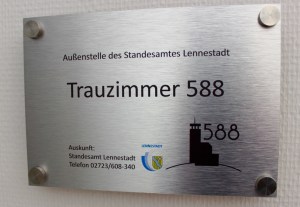 Außenstelle des Standesamtes Lennestadt
Trauzimmer 588
588
Auskunft:
Standesamt Lennestadt
Telefon 02723/608-340